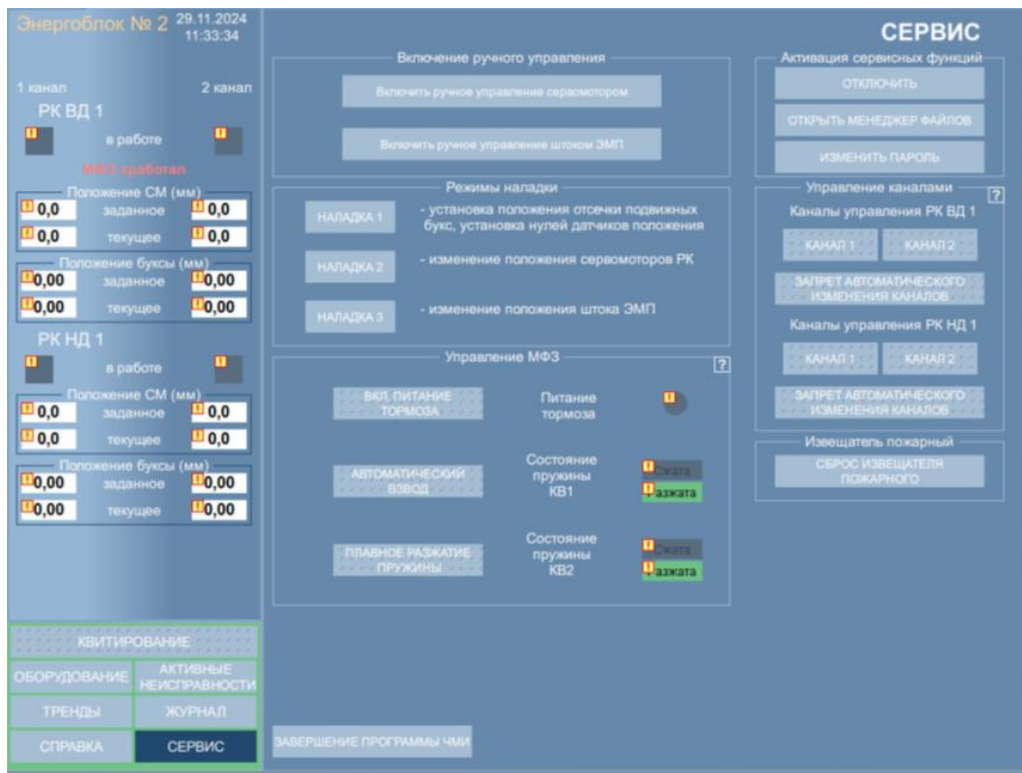 Энергоблок № 2
29.11.2024
11:33:34
1 канал
2 канал
РК ВД 1
!
в работе
!
МФЗ сработал
Положение СМ (мм)
! 0,0 заданное ! 0,0
! 0,0 текущее ! 0,0
Положение буксы (мм)
! 0,00 заданное ! 0,00
! 0,00 текущее ! 0,00
РК НД 1
!
в работе
!
Положение СМ (мм)
! 0,0 заданное ! 0,0
! 0,0 текущее ! 0,0
Положение буксы (мм)
! 0,00 заданное ! 0,00
! 0,00 текущее ! 0,00
КВИТИРОВАНИЕ
ОБОРУДОВАНИЕ
АКТИВНЫЕ
НЕИСПРАВНОСТИ
ТРЕНДЫ
ЖУРНАЛ
СПРАВКА
СЕРВИС
СЕРВИС
Включение ручного управления
Включить ручное управление сервомотором
Включить ручное управление штоком ЭМП
Режимы наладки
НАЛАДКА 1
- установка положения отсечки подвижных
букс, установка нулей датчиков положения
НАЛАДКА 2
- изменение положения сервомоторов РК
НАЛАДКА 3
- изменение положения штока ЭМП
Управление МФЗ
?
ВКЛ. ПИТАНИЕ
ТОРМОЗА
Питание
тормоза
!
АВТОМАТИЧЕСКИЙ
ВЗВОД
Состояние
пружины
КВ1
! Сжата
! Разжата
ПЛАВНОЕ РАЗЖАТИЕ
ПРУЖИНЫ
Состояние
пружины
КВ2
! Сжата
! Разжата
ЗАВЕРШЕНИЕ ПРОГРАММЫ ЧМИ
Активация сервисных функций
ОТКЛЮЧИТЬ
ОТКРЫТЬ МЕНЕДЖЕР ФАЙЛОВ
ИЗМЕНИТЬ ПАРОЛЬ
Управление каналами
?
Каналы управления РК ВД 1
КАНАЛ 1
КАНАЛ 2
ЗАПРЕТ АВТОМАТИЧЕСКОГО
ИЗМЕНЕНИЯ КАНАЛОВ
Каналы управления РК НД 1
КАНАЛ 1
КАНАЛ 2
ЗАПРЕТ АВТОМАТИЧЕСКОГО
ИЗМЕНЕНИЯ КАНАЛОВ
Извещатель пожарный
СБРОС ИЗВЕЩАТЕЛЯ
ПОЖАРНОГО